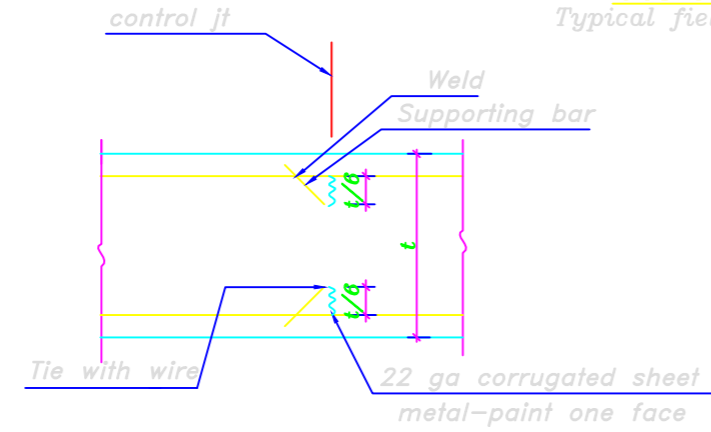 control jt
Typical fiel
Weld
Supporting bar
t/6
t
t/6
Tie with wire
22 ga corrugated sheet
metal-paint one face